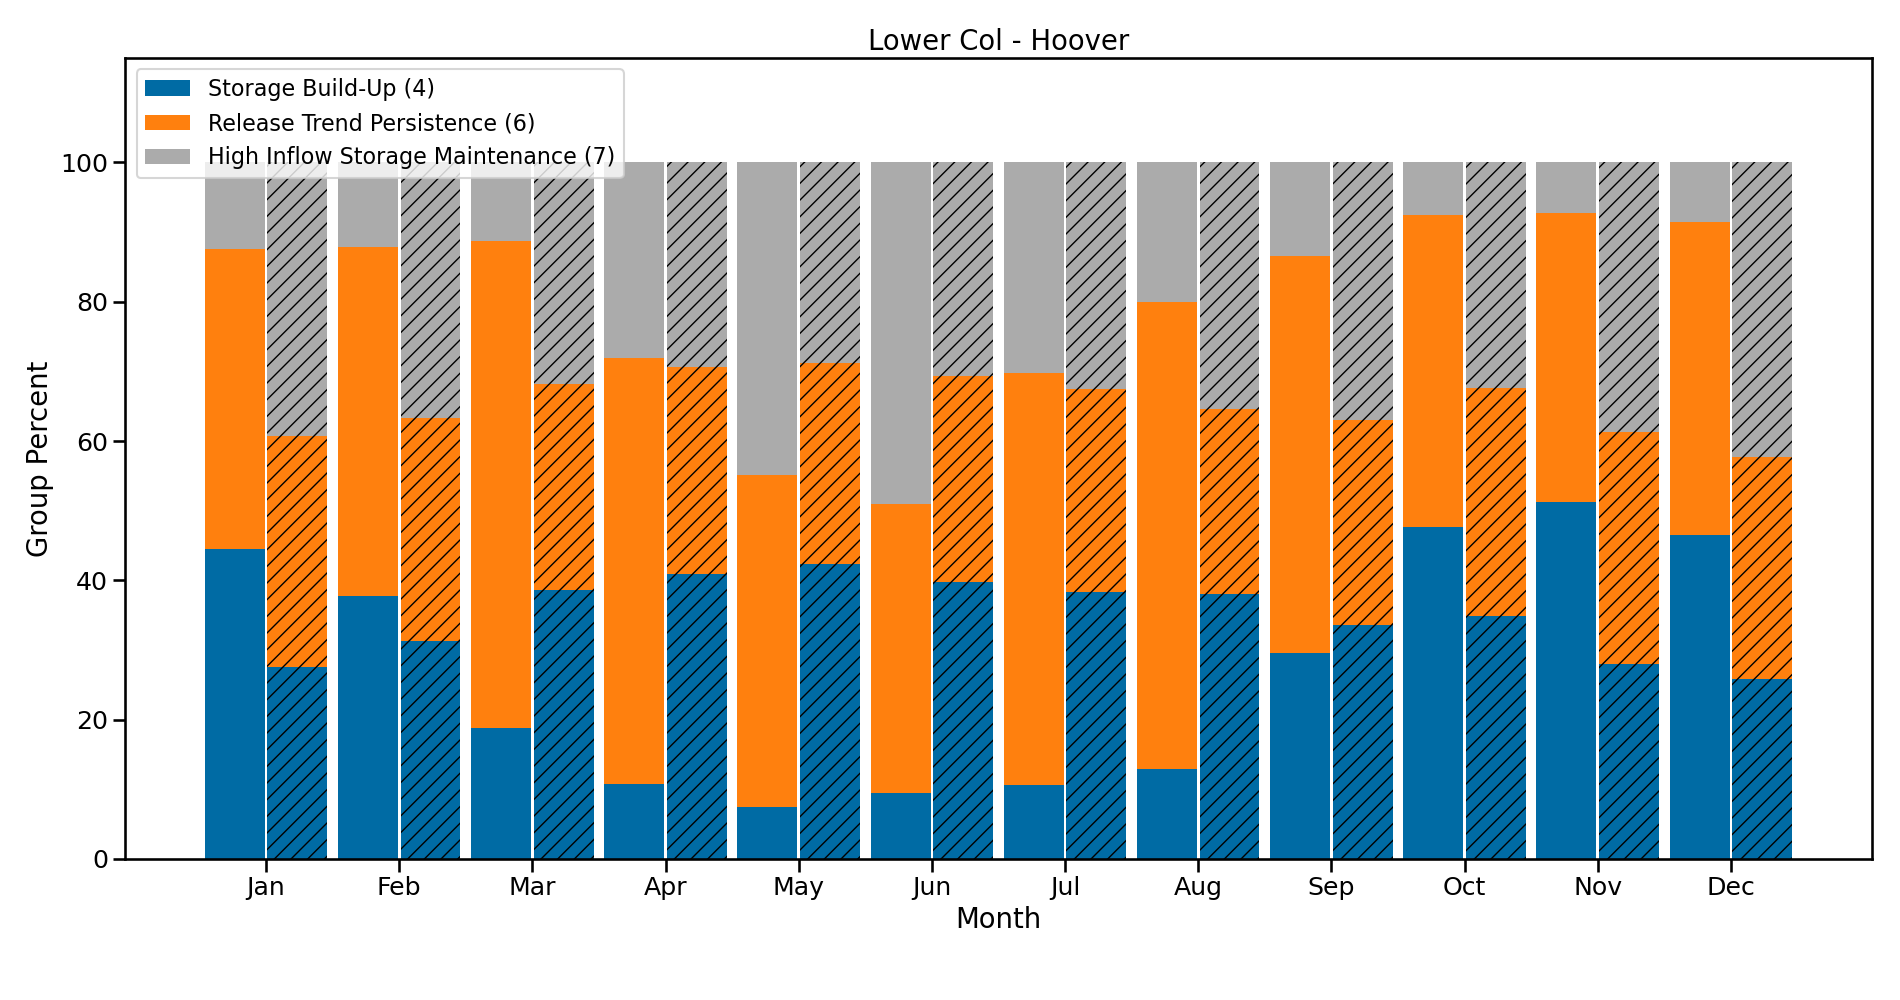 Lower Col - Hoover
Storage Build-Up (4)
Release Trend Persistence (6)
High Inflow Storage Maintenance (7)
100
80
60
40
20
0
Group Percent
Jan Feb Mar Apr May Jun Jul Aug Sep Oct Nov Dec
Month